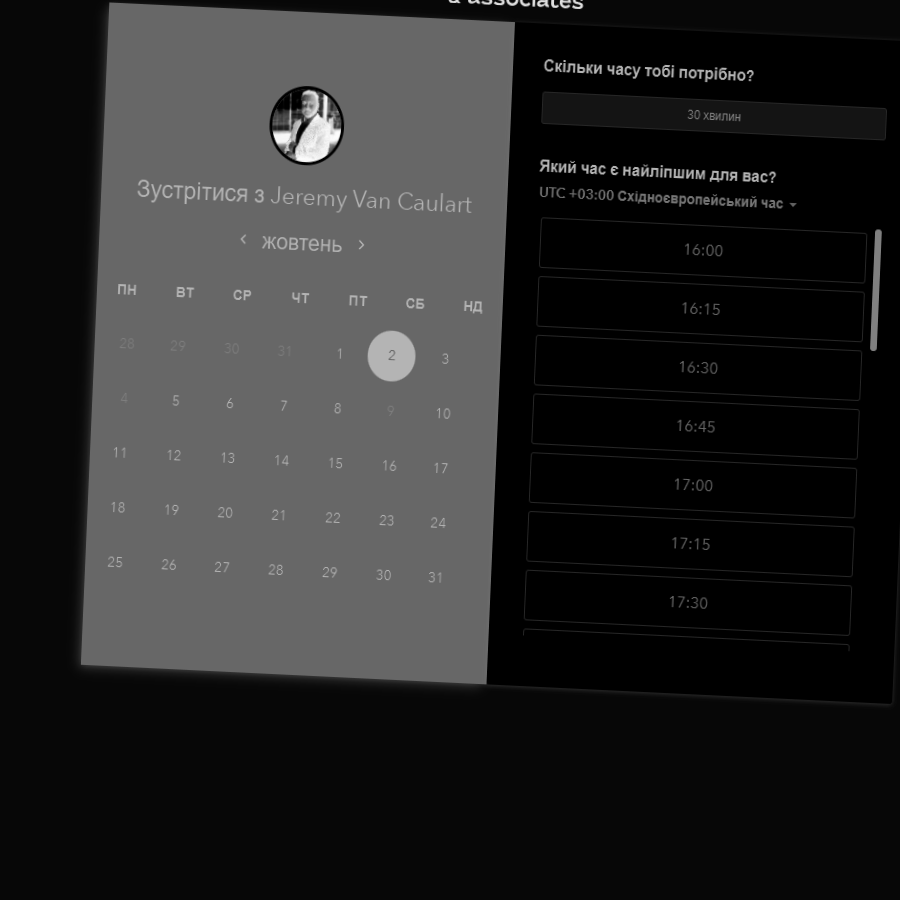 & associates
Зустрітися з Jeremy Van Caulart
жовтень
ПН ВТ СР ЧТ ПТ СБ НД
28 29 30 31 1 2 3
4 5 6 7 8 9 10
11 12 13 14 15 16 17
18 19 20 21 22 23 24
25 26 27 28 29 30 31
Скільки часу тобі потрібно?
30 хвилин
Який час є найліпшим для вас?
UTC +03:00 Східноєвропейський час
16:00
16:15
16:30
16:45
17:00
17:15
17:30